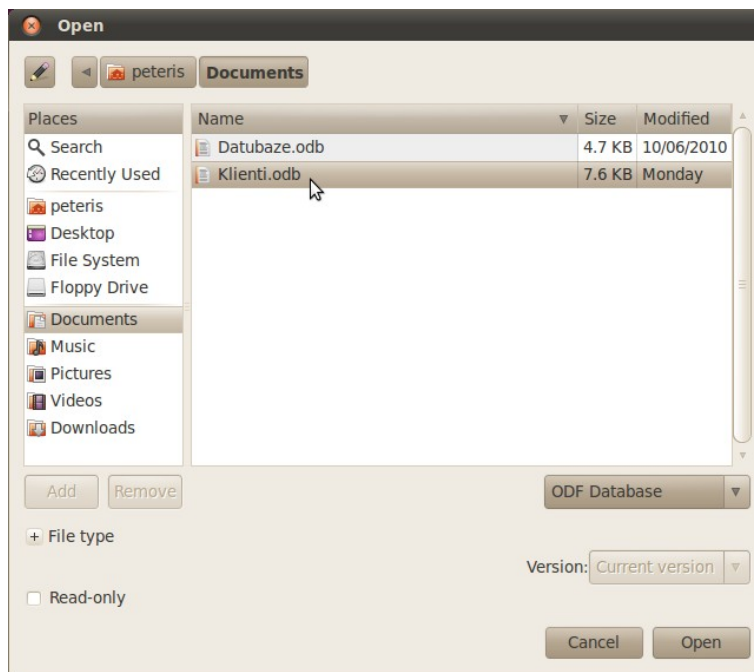 Open
peteris Documents
Places
Search
Recently Used
peteris
Desktop
File System
Floppy Drive
Documents
Music
Pictures
Videos
Downloads
Name Size Modified
Datubaze.odb 4.7 KB 10/06/2010
Klienti.odb 7.6 KB Monday
Add Remove
ODF Database
File type
Version: Current version
Read-only
Cancel Open